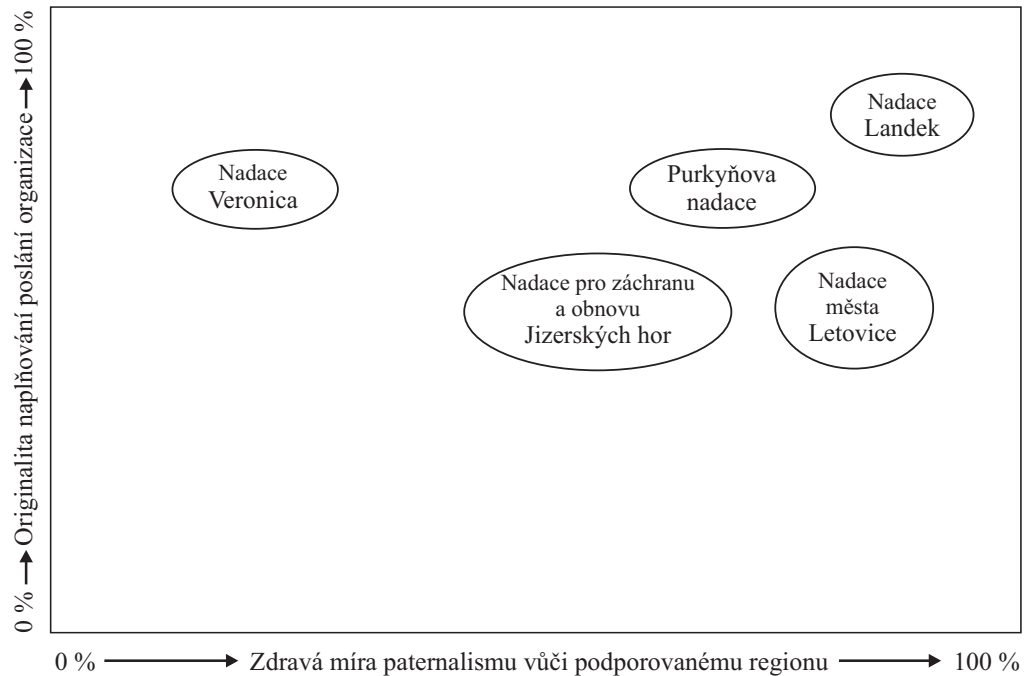 0 % Originalita naplňování poslání organizace 100 %
Nadace
Landek
Nadace
Veronica
Purkyňova
nadace
Nadace pro záchranu
a obnovu
Jizerských hor
Nadace
města
Letovice
0 % Zdravá míra paternalismu vůči podporovanému regionu 100 %